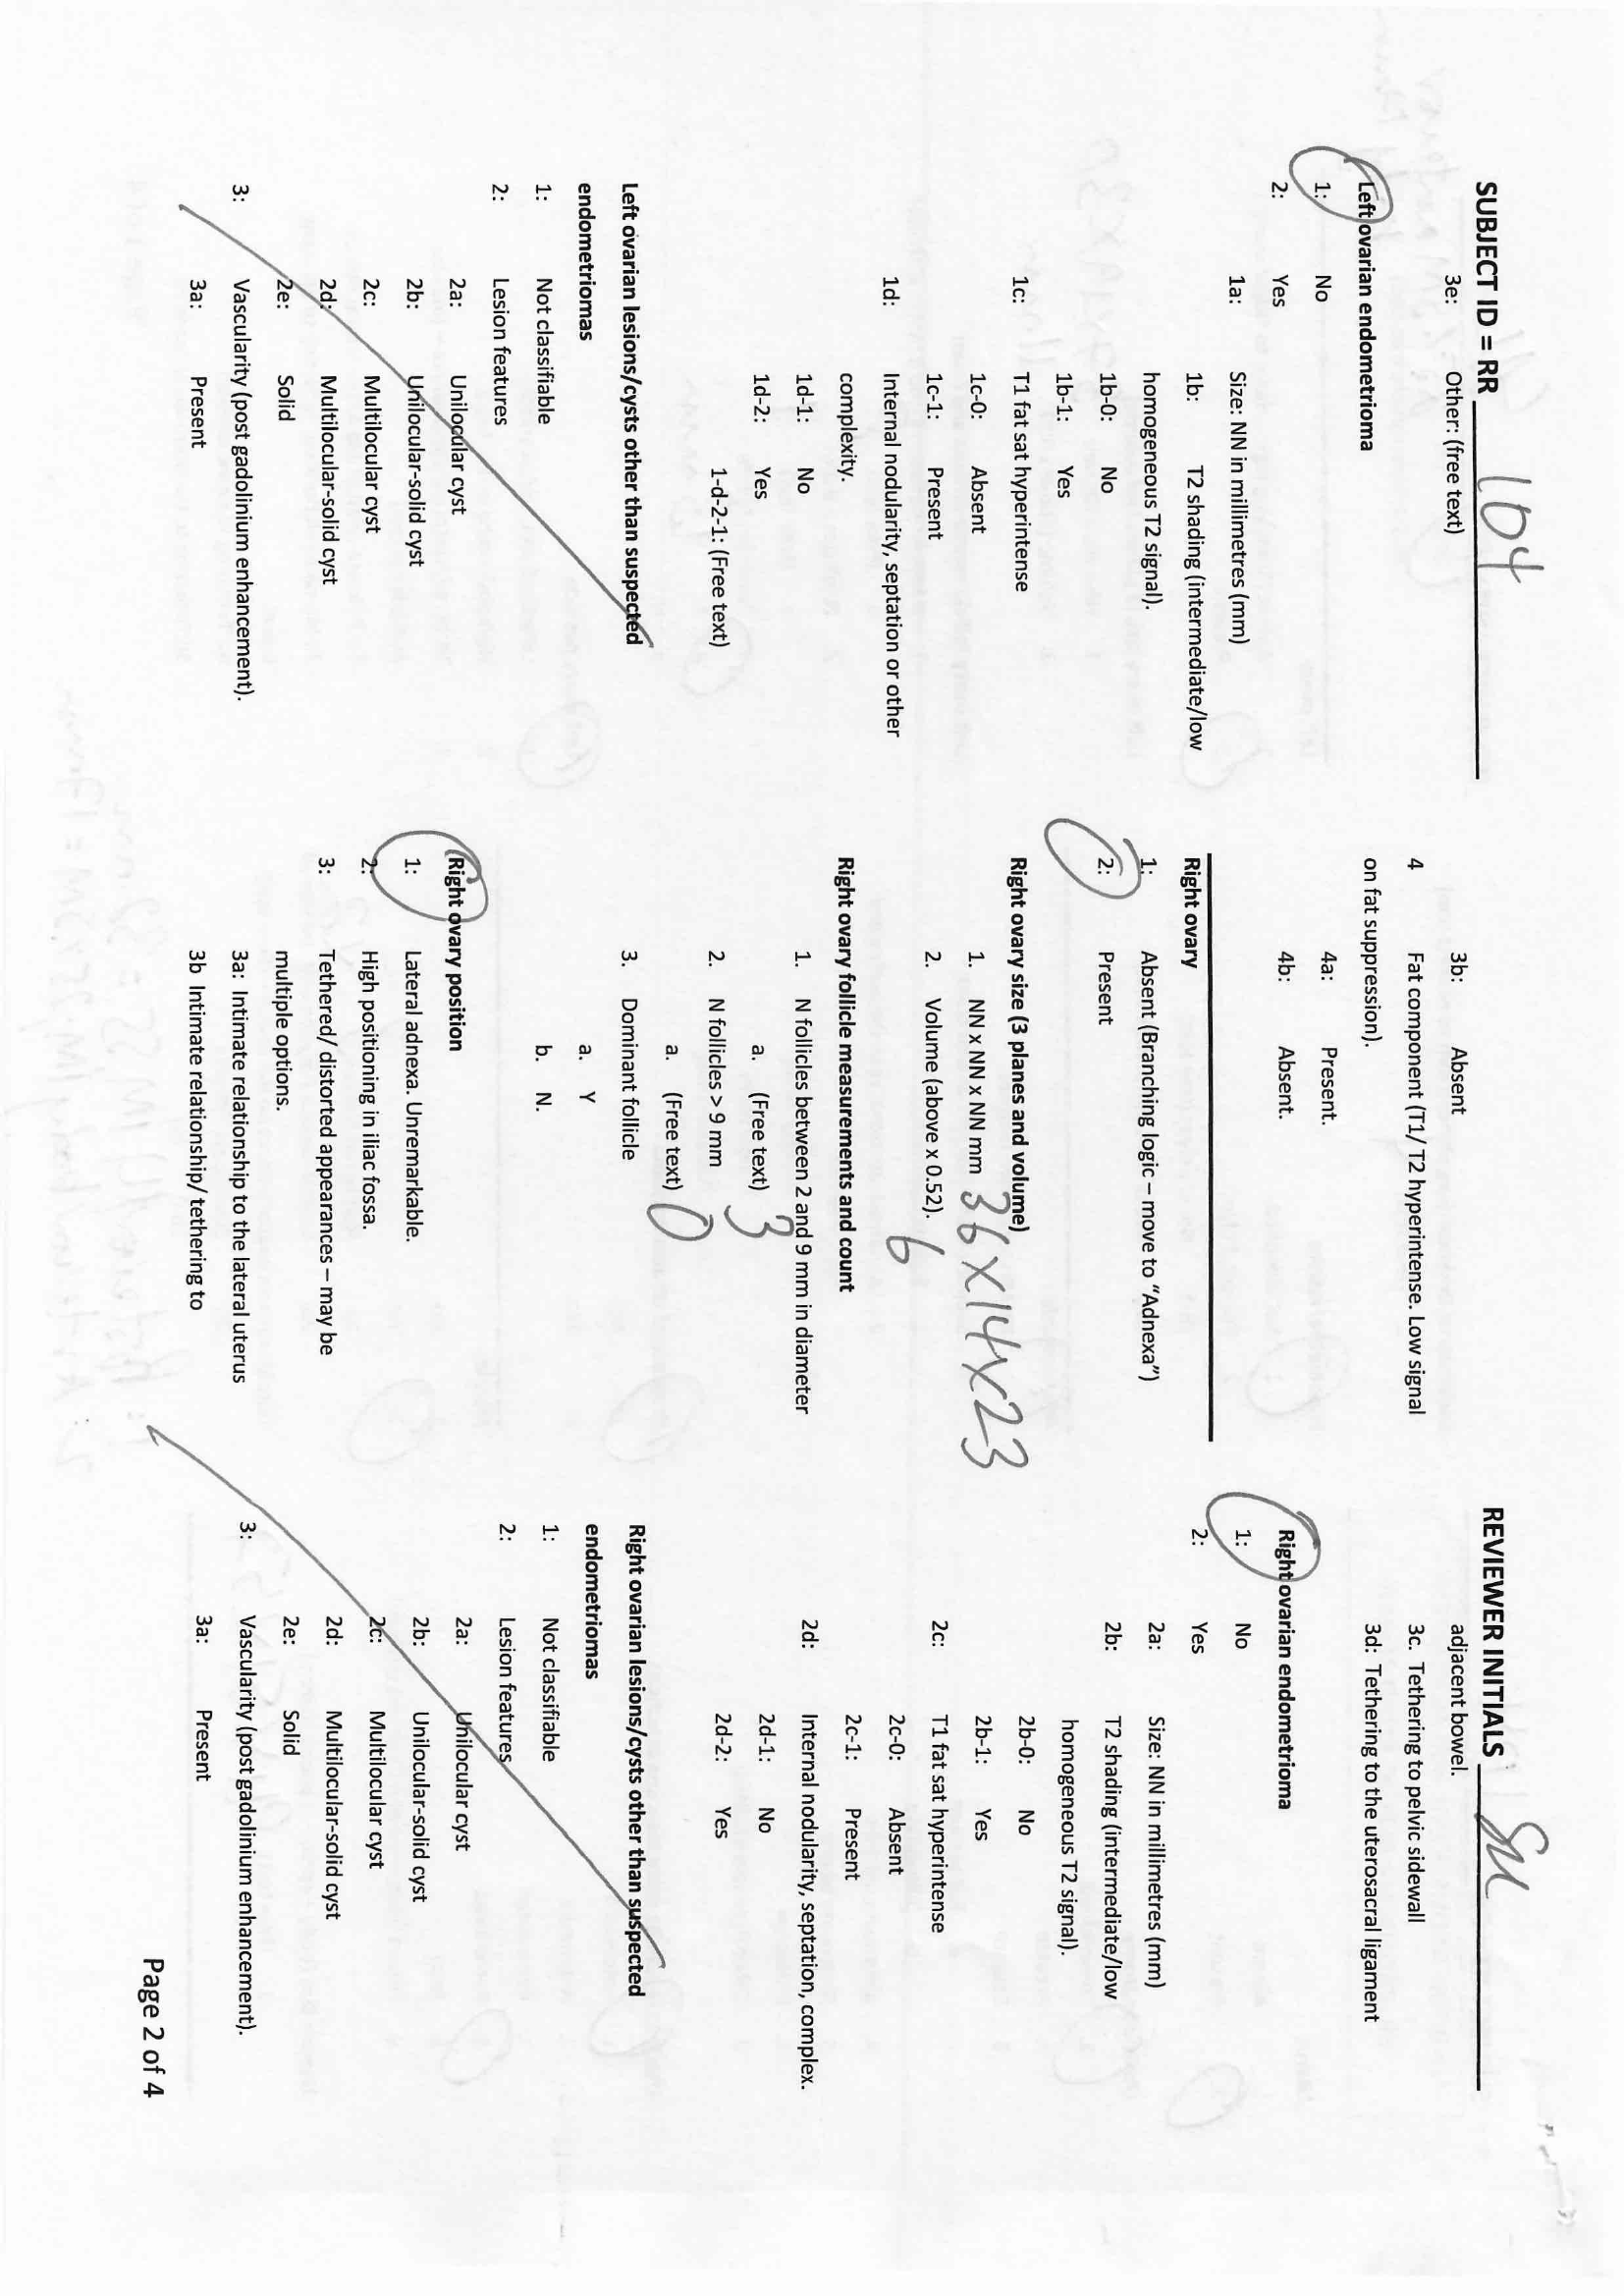 SUBJECT ID = RR 104
3e: Other: (free text)
Left ovarian endometrioma
1: No
2: Yes
1a: Size: NN in millimetres (mm)
1b: T2 shading (intermediate/low
homogeneous T2 signal).
1b-0: No
1b-1: Yes
1c: T1 fat sat hyperintense
1c-0: Absent
1c-1: Present
1d: Internal nodularity, septation or other
complexity.
1d-1: No
1d-2: Yes
1-d-2-1: (Free text)
Left ovarian lesions/cysts other than suspected
endometriomas
1: Not classifiable
2: Lesion features
2a: Unilocular cyst
2b: Unilocular-solid cyst
2c: Multilocular cyst
2d: Multilocular-solid cyst
2e: Solid
3: Vascularity (post gadolinium enhancement).
3a: Present
3b: Absent
4 Fat component (T1/ T2 hyperintense. Low signal
on fat suppression).
4a: Present.
4b: Absent.
Right ovary
1: Absent (Branching logic – move to "Adnexa")
2: Present
Right ovary size (3 planes and volume)
1. NN x NN x NN mm 36 x 14 x 23
2. Volume (above x 0.52). 6
Right ovary follicle measurements and count
1. N follicles between 2 and 9 mm in diameter
a. (Free text) 3
2. N follicles > 9 mm
a. (Free text) 0
3. Dominant follicle
a. Y
b. N.
Right ovary position
1: Lateral adnexa. Unremarkable.
2: High positioning in iliac fossa.
3: Tethered/ distorted appearances – may be
multiple options.
3a: Intimate relationship to the lateral uterus
3b Intimate relationship/ tethering to
REVIEWER INITIALS
adjacent bowel.
3c. Tethering to pelvic sidewall
3d: Tethering to the uterosacral ligament
Right ovarian endometrioma
1: No
2: Yes
2a: Size: NN in millimetres (mm)
2b: T2 shading (intermediate/low
homogeneous T2 signal).
2b-0: No
2b-1: Yes
2c: T1 fat sat hyperintense
2c-0: Absent
2c-1: Present
2d: Internal nodularity, septation, complex.
2d-1: No
2d-2: Yes
Right ovarian lesions/cysts other than suspected
endometriomas
1: Not classifiable
2: Lesion features
2a: Unilocular cyst
2b: Unilocular-solid cyst
2c: Multilocular cyst
2d: Multilocular-solid cyst
2e: Solid
3: Vascularity (post gadolinium enhancement).
3a: Present
Page 2 of 4